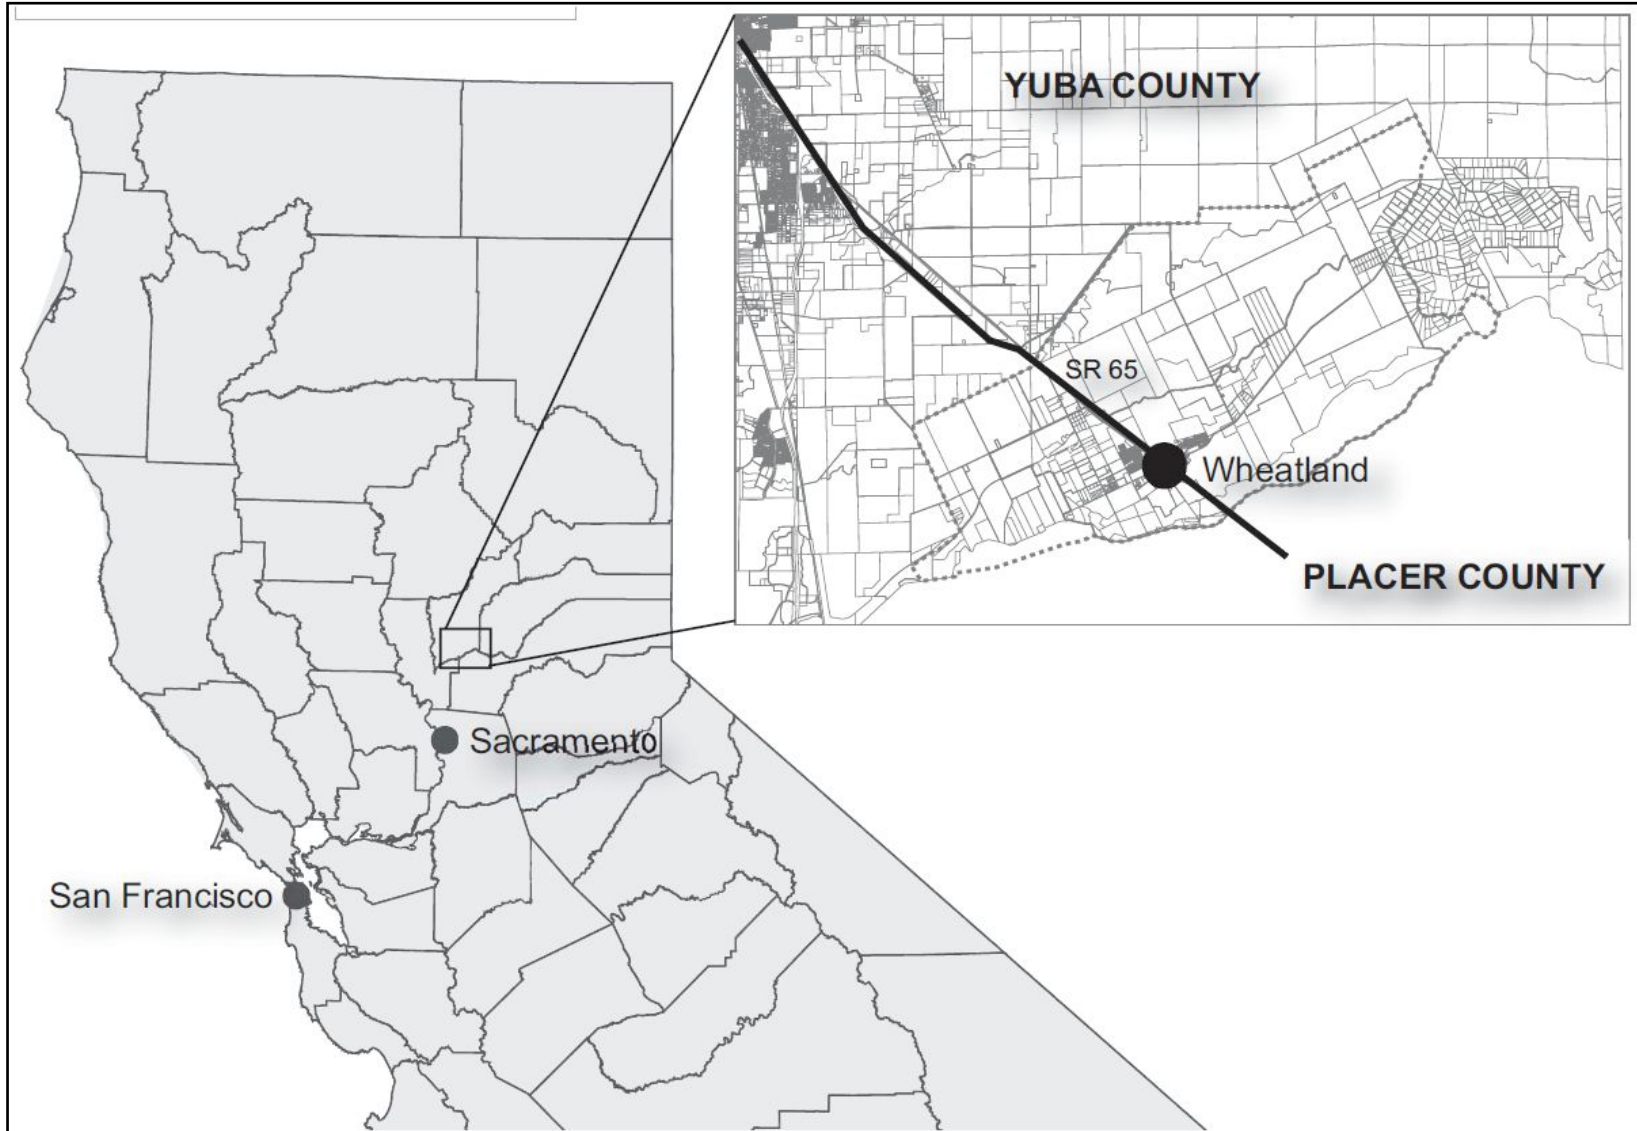 YUBA COUNTY
SR 65
Wheatland
PLACER COUNTY
Sacramento
San Francisco